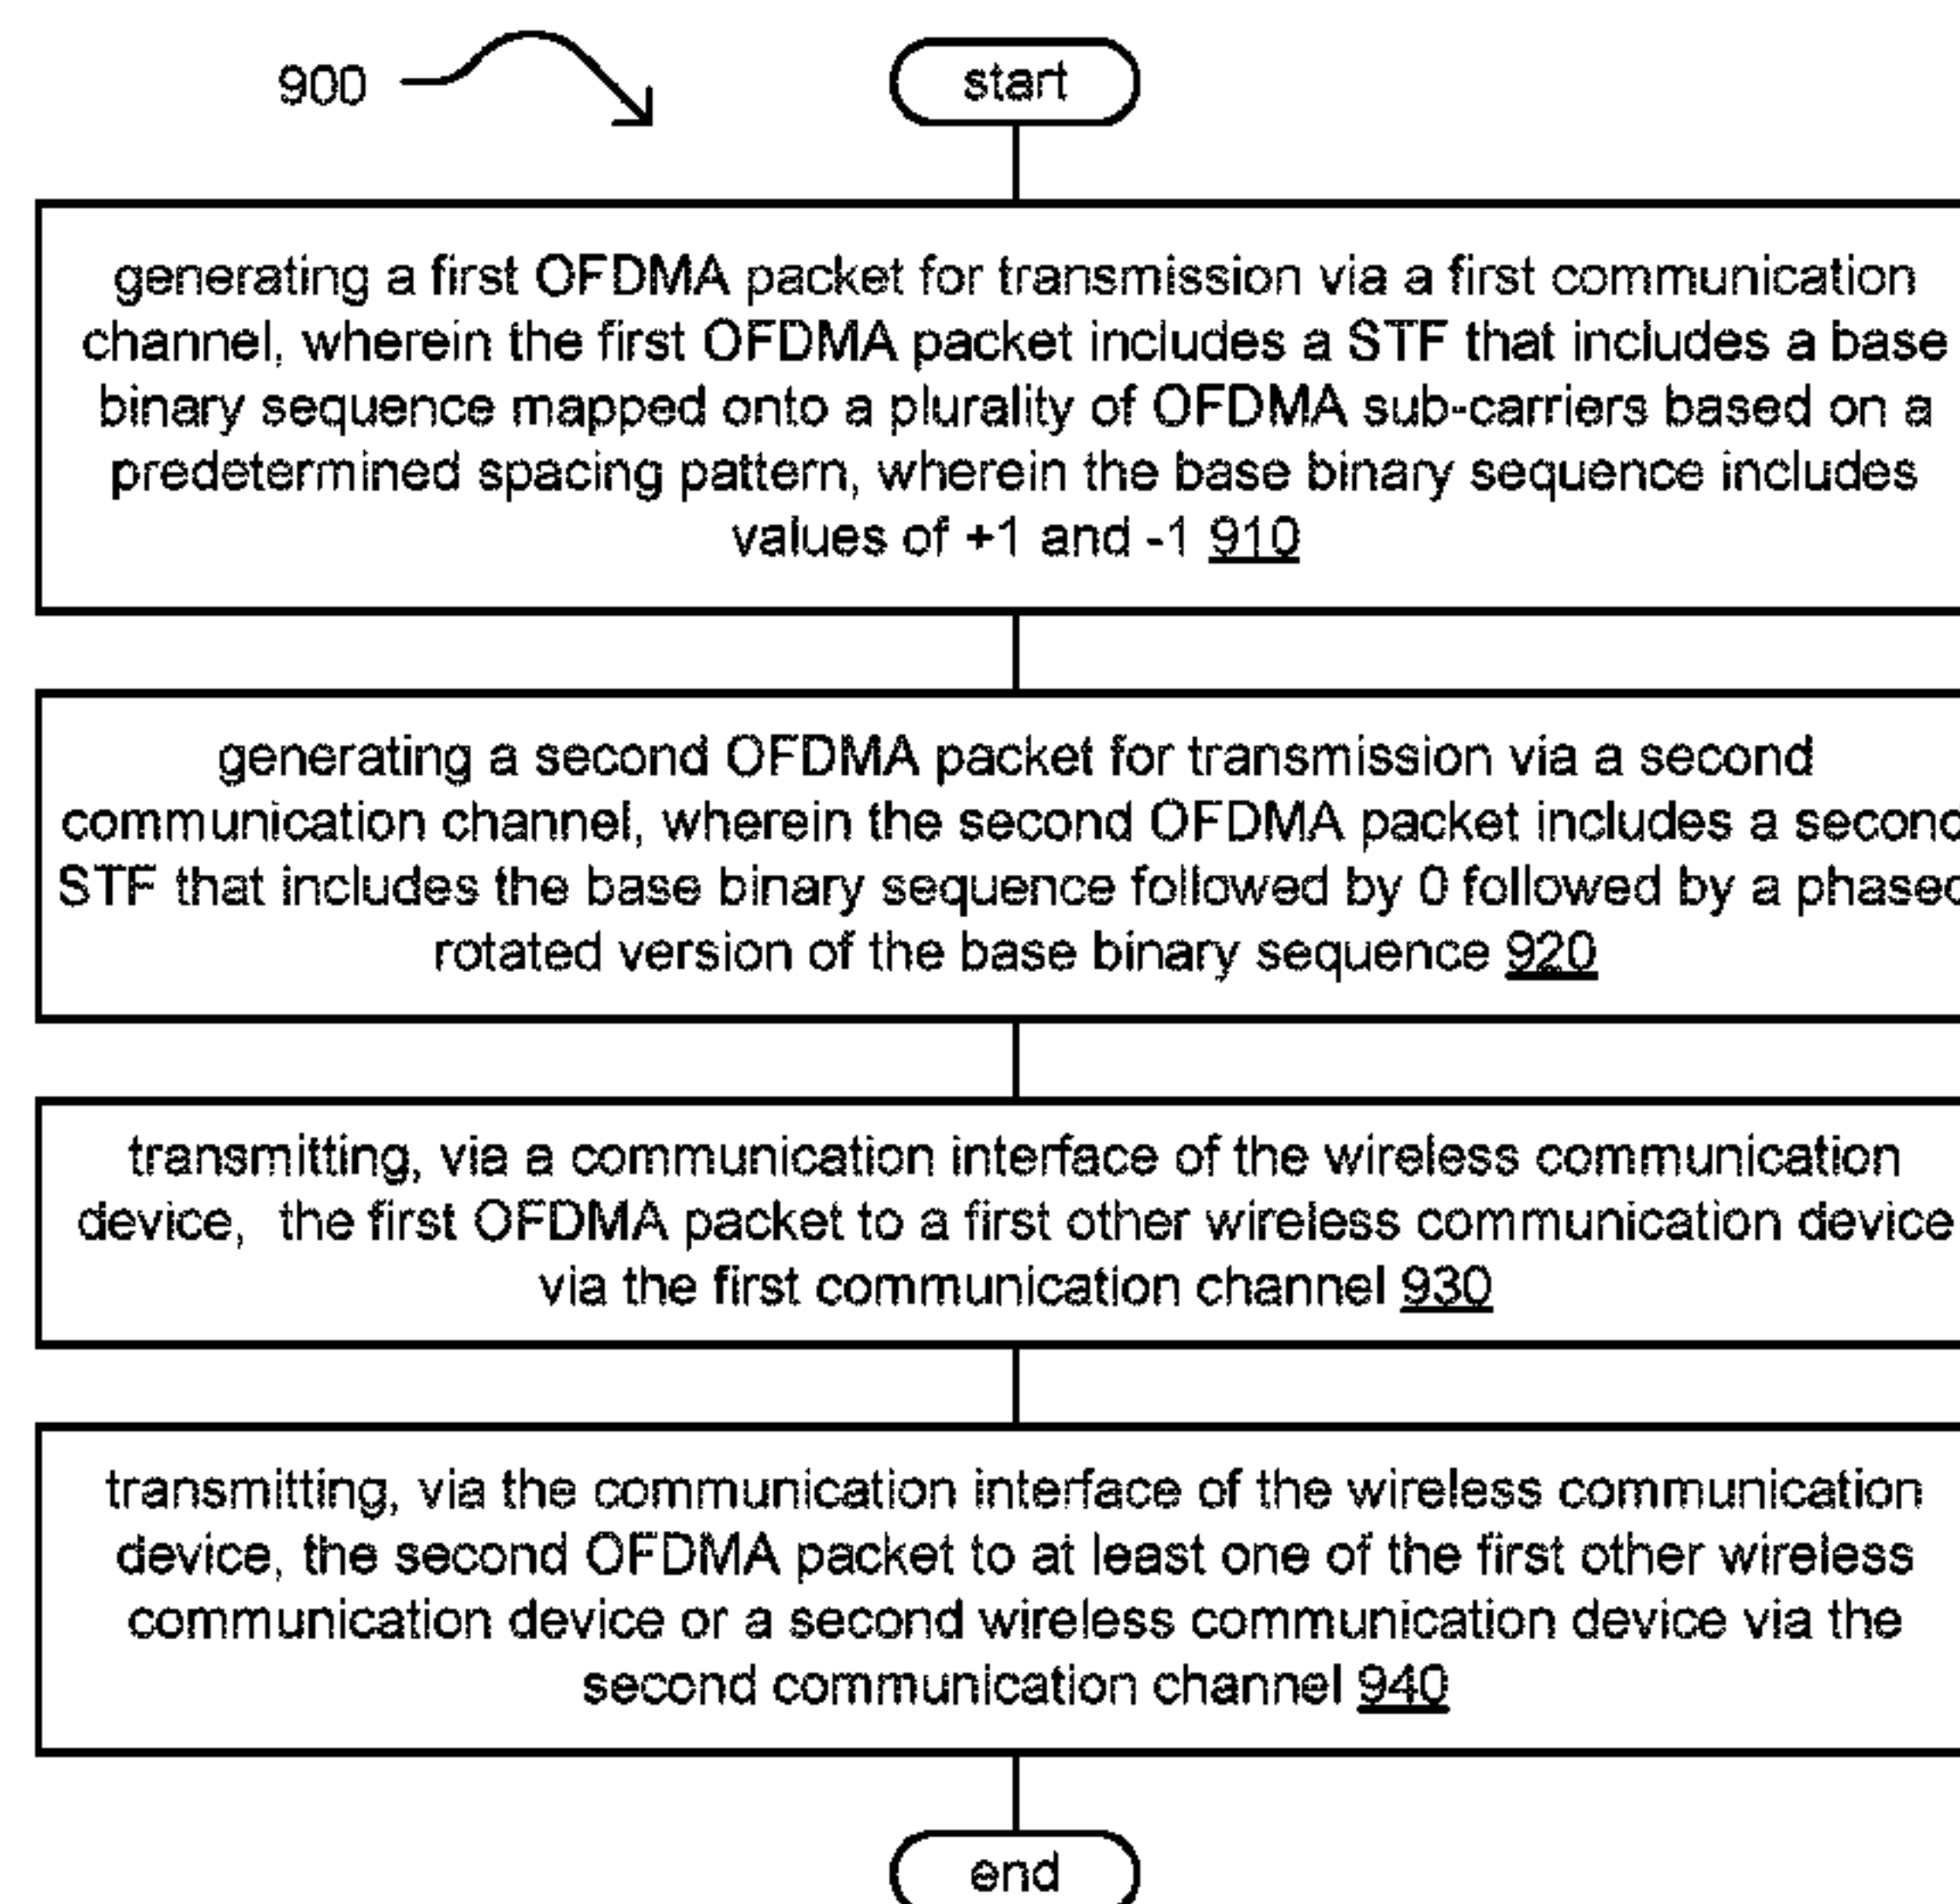 900
start
generating a first OFDMA packet for transmission via a first communication
channel, wherein the first OFDMA packet includes a STF that includes a base
binary sequence mapped onto a plurality of OFDMA sub-carriers based on a
predetermined spacing pattern, wherein the base binary sequence includes
values of +1 and -1 910
generating a second OFDMA packet for transmission via a second
communication channel, wherein the second OFDMA packet includes a second
STF that includes the base binary sequence followed by 0 followed by a phased
rotated version of the base binary sequence 920
transmitting, via a communication interface of the wireless communication
device, the first OFDMA packet to a first other wireless communication device
via the first communication channel 930
transmitting, via the communication interface of the wireless communication
device, the second OFDMA packet to at least one of the first other wireless
communication device or a second wireless communication device via the
second communication channel 940
end